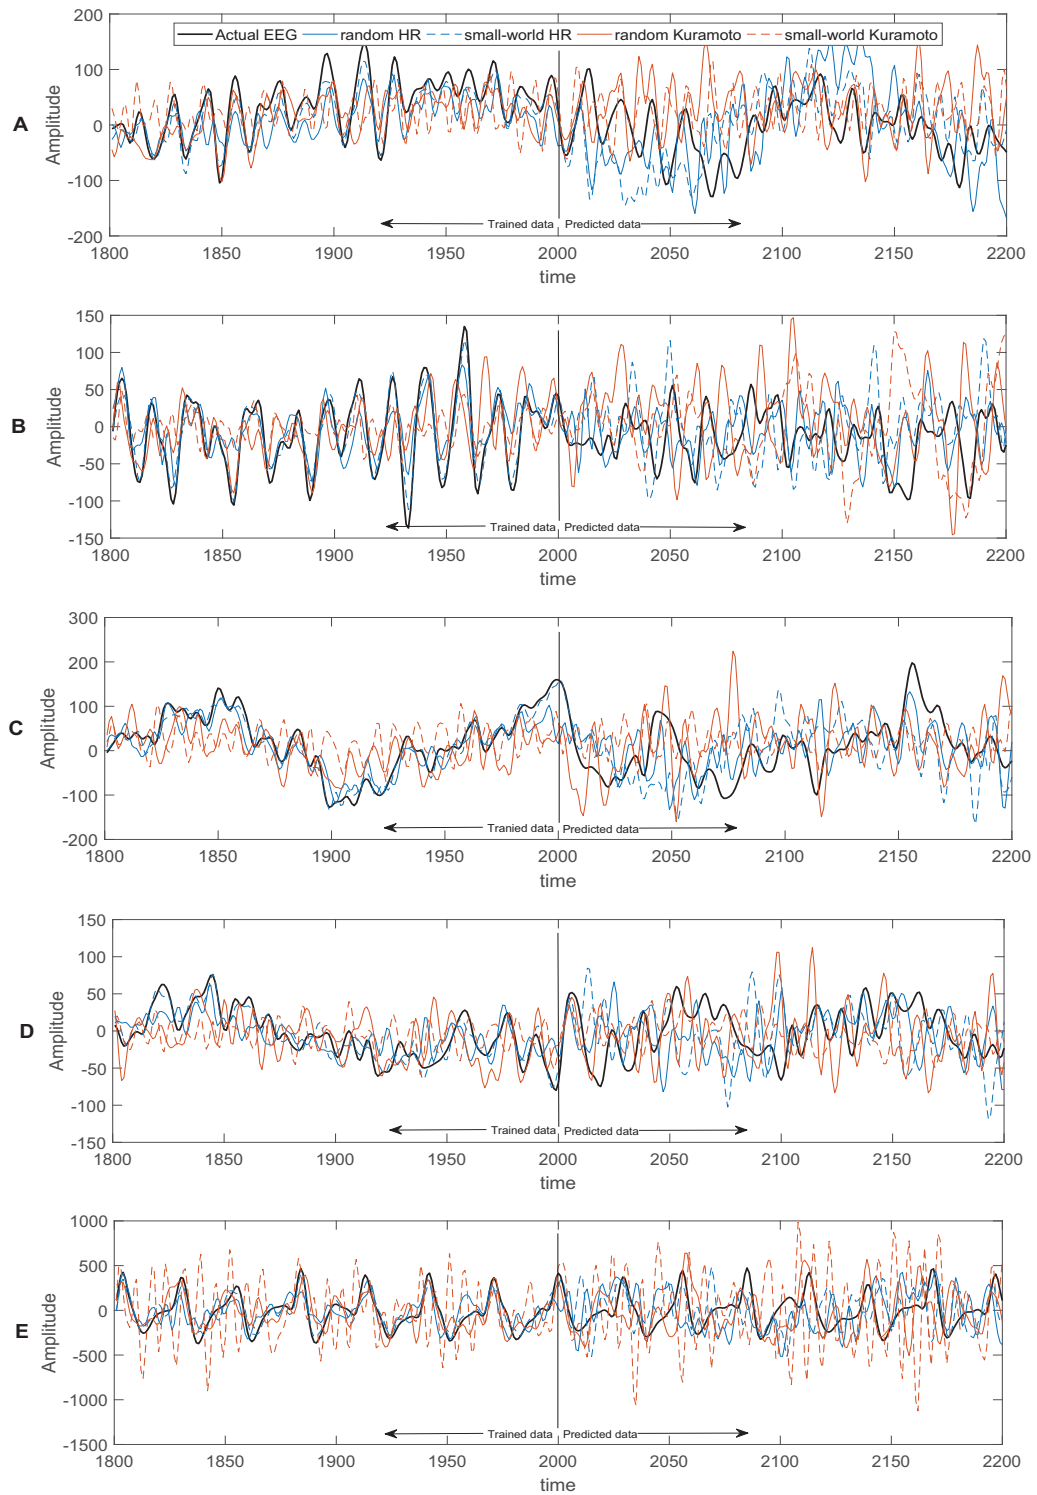 200
Actual EEG random HR small-world HR random Kuramoto small-world Kuramoto
100
A
Amplitude
0
-100
Trained data Predicted data
-200
1800 1850 1900 1950 2000 2050 2100 2150 2200
time
150
100
50
B
Amplitude
0
-50
-100
Trained data Predicted data
-150
1800 1850 1900 1950 2000 2050 2100 2150 2200
time
300
200
100
C
Amplitude
0
-100
Tranied data Predicted data
-200
1800 1850 1900 1950 2000 2050 2100 2150 2200
time
150
100
50
D
Amplitude
0
-50
-100
Trained data Predicted data
-150
1800 1850 1900 1950 2000 2050 2100 2150 2200
time
1000
500
0
E
Amplitude
-500
-1000
Trained data Predicted data
-1500
1800 1850 1900 1950 2000 2050 2100 2150 2200
time